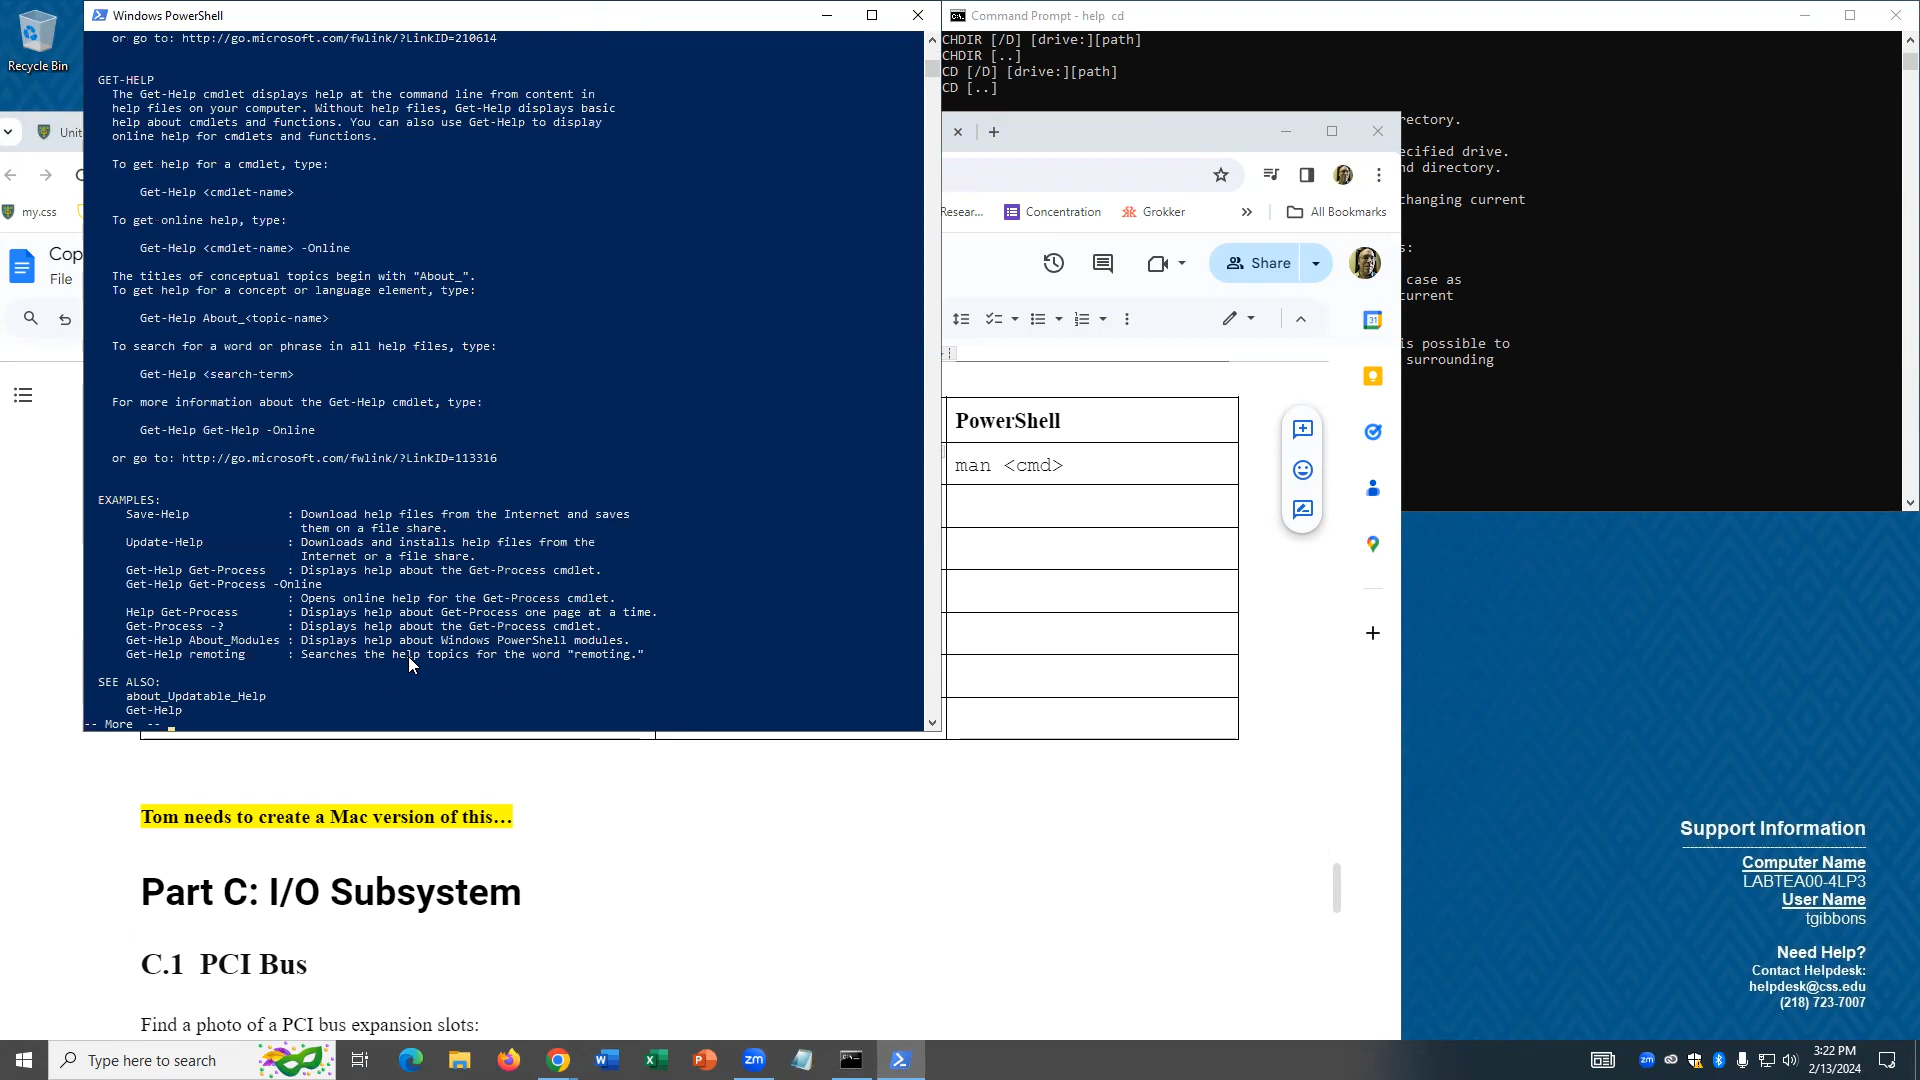 Recycle Bin
Windows PowerShell
or go to: http://go.microsoft.com/fwlink/?LinkID=210614
GET-HELP
The Get-Help cmdlet displays help at the command line from content in
help files on your computer. Without help files, Get-Help displays basic
help about cmdlets and functions. You can also use Get-Help to display
online help for cmdlets and functions.
To get help for a cmdlet, type:
Get-Help <cmdlet-name>
To get online help, type:
Get-Help <cmdlet-name> -Online
The titles of conceptual topics begin with "About_".
To get help for a concept or language element, type:
Get-Help About_<topic-name>
To search for a word or phrase in all help files, type:
Get-Help <search-term>
For more information about the Get-Help cmdlet, type:
Get-Help Get-Help -Online
or go to: http://go.microsoft.com/fwlink/?LinkID=113316
EXAMPLES:
Save-Help : Download help files from the Internet and saves
them on a file share.
Update-Help : Downloads and installs help files from the
Internet or a file share.
Get-Help Get-Process : Displays help about the Get-Process cmdlet.
Get-Help Get-Process -Online
: Opens online help for the Get-Process cmdlet.
Help Get-Process : Displays help about Get-Process one page at a time.
Get-Process -? : Displays help about the Get-Process cmdlet.
Get-Help About_Modules : Displays help about Windows PowerShell modules.
Get-Help remoting : Searches the help topics for the word "remoting."
SEE ALSO:
about_Updatable_Help
Get-Help
-- More --
Command Prompt - help cd
CHDIR [/D] [drive:][path]
CHDIR [..]
CD [/D] [drive:][path]
CD [..]
ectory.
ecified drive.
nd directory.
changing current
s:
case as
urrent
is possible to
surrounding
Unit
my.css
Resear...
Concentration
Grokker
»
All Bookmarks
Cop
File
Share
31
PowerShell
man <cmd>
Tom needs to create a Mac version of this...
Part C: I/O Subsystem
C.1 PCI Bus
Find a photo of a PCI bus expansion slots:
Support Information
Computer Name
LABTEA00-4LP3
User Name
tgibbons
Need Help?
Contact Helpdesk:
helpdesk@css.edu
(218) 723-7007
Type here to search
zm
zm
3:22 PM
2/13/2024